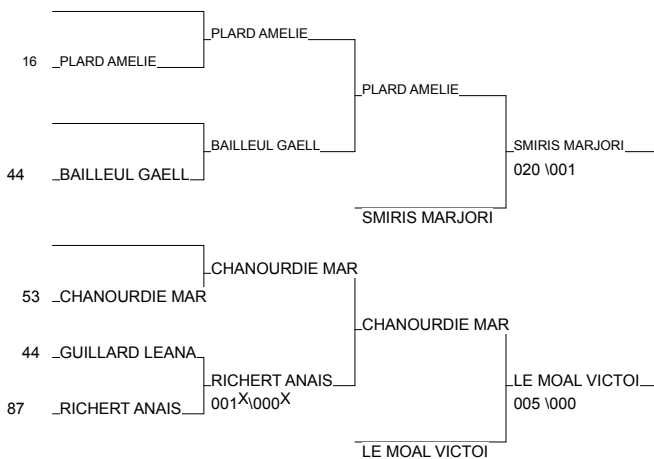 PLARD AMELIE
16 PLARD AMELIE
PLARD AMELIE
BAILLEUL GAELL
SMIRIS MARJORI
020 \001
44 BAILLEUL GAELL
SMIRIS MARJORI
CHANOURDIE MAR
53 CHANOURDIE MAR
CHANOURDIE MAR
44 GUILLARD LEANA
RICHERT ANAIS
001X\000X
LE MOAL VICTOI
005 \000
87 RICHERT ANAIS
LE MOAL VICTOI